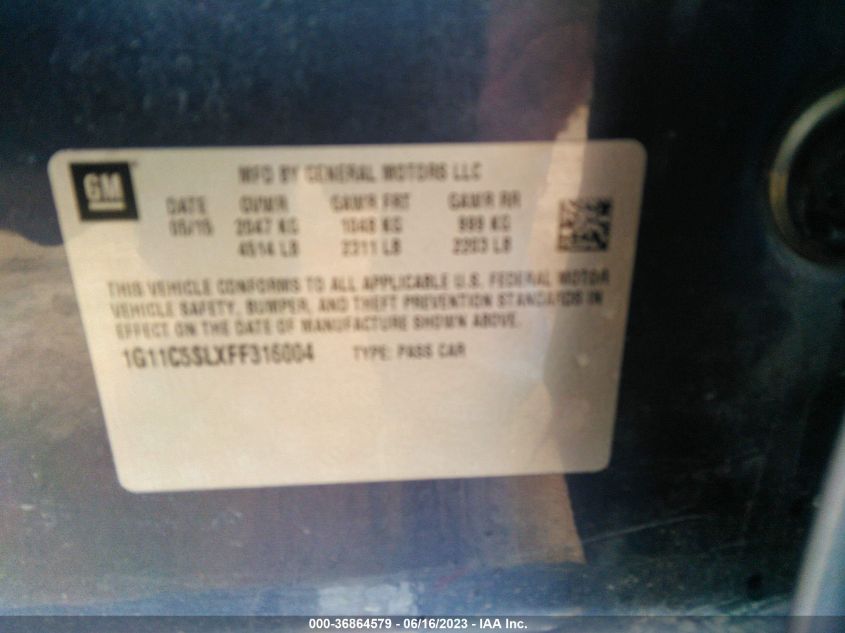 GM
MFD BY GENERAL MOTORS LLC
DATE GVWR GAWR FRT GAWR RR
05/15 2047 KG 1048 KG 999 KG
4514 LB 2311 LB 2203 LB
THIS VEHICLE CONFORMS TO ALL APPLICABLE U.S. FEDERAL MOTOR
VEHICLE SAFETY, BUMPER, AND THEFT PREVENTION STANDARDS IN
EFFECT ON THE DATE OF MANUFACTURE SHOWN ABOVE.
1G11C5SLXFF316004 TYPE: PASS CAR
000-36864579 - 06/16/2023 - IAA Inc.